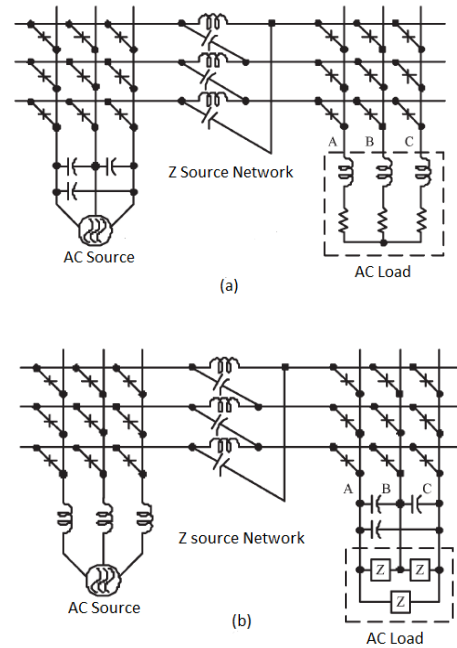 A B C
Z Source Network
AC Source
AC Load
(a)
A B C
Z source Network
Z Z
Z
AC Source
(b)
AC Load